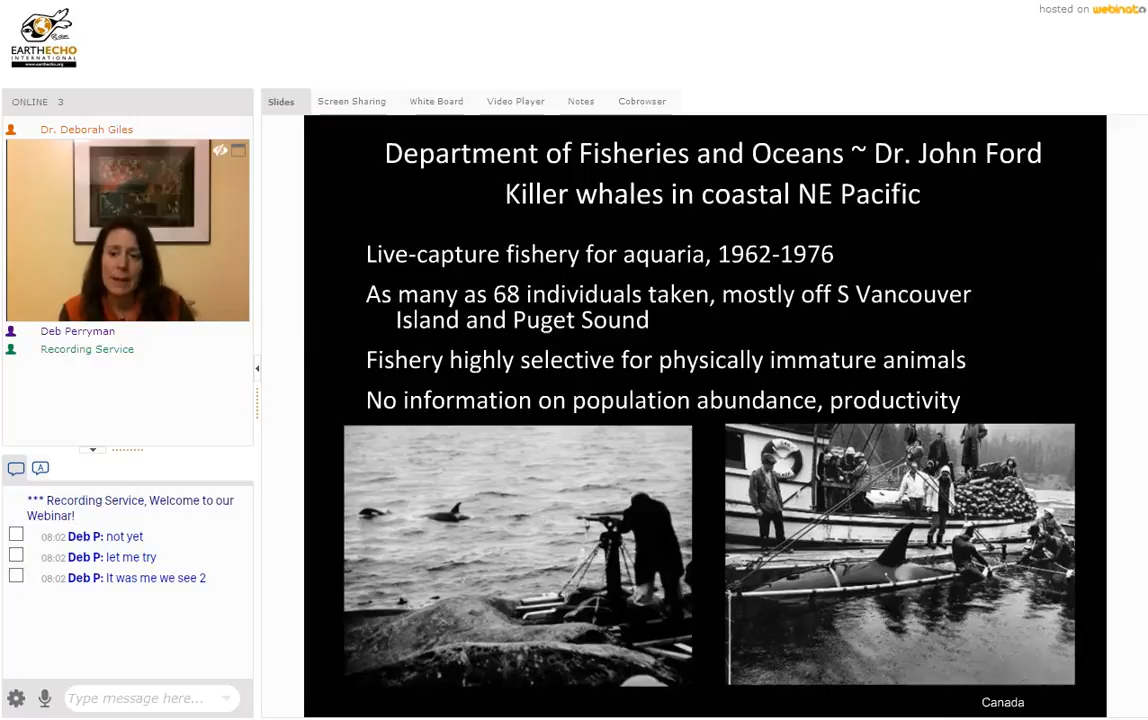 hosted on webinato
EARTHECHO
INTERNATIONAL
www.earthecho.org
ONLINE 3
Slides
Screen Sharing
White Board
Video Player
Notes
Cobrowser
Dr. Deborah Giles
Deb Perryman
Recording Service
Department of Fisheries and Oceans ~ Dr. John Ford
Killer whales in coastal NE Pacific
Live-capture fishery for aquaria, 1962-1976
As many as 68 individuals taken, mostly off S Vancouver
Island and Puget Sound
Fishery highly selective for physically immature animals
No information on population abundance, productivity
Canada
A
*** Recording Service, Welcome to our
Webinar!
08:02 Deb P: not yet
08:02 Deb P: let me try
08:02 Deb P: It was me we see 2
Type message here...